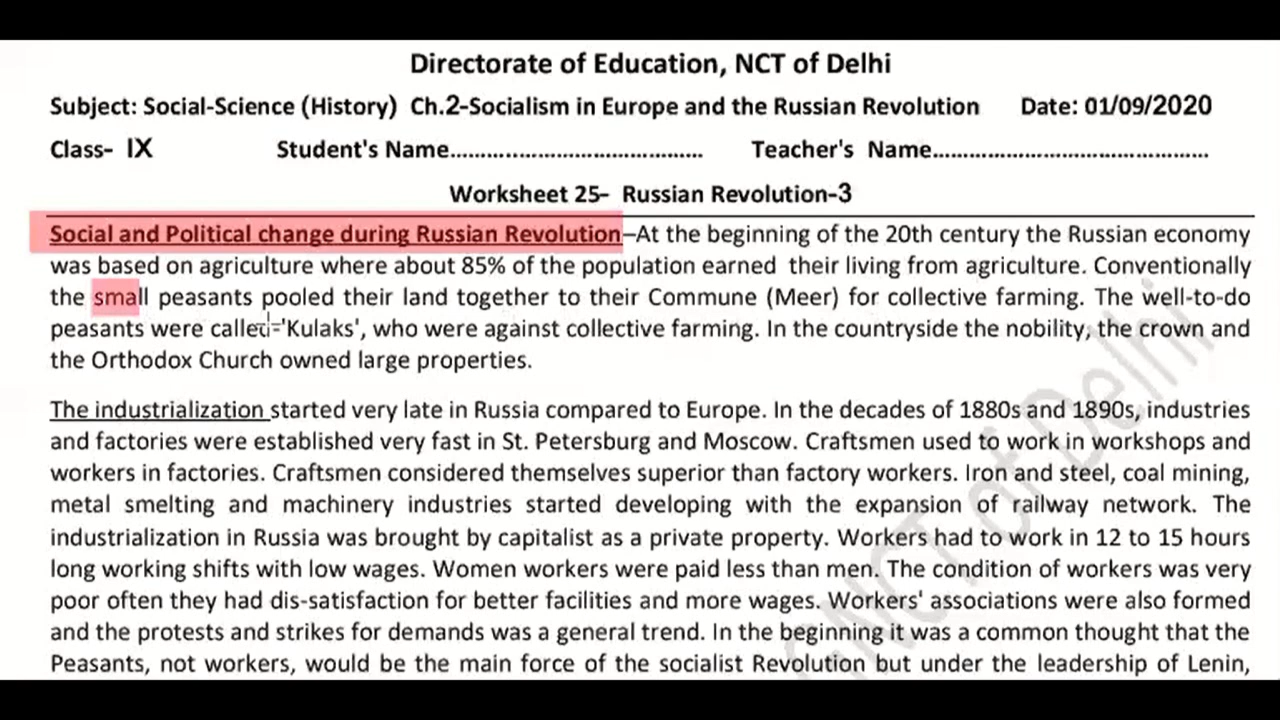 Directorate of Education, NCT of Delhi
Subject: Social-Science (History) Ch.2-Socialism in Europe and the Russian Revolution Date: 01/09/2020
Class- IX Student's Name.......................................... Teacher's Name.............................................
Worksheet 25- Russian Revolution-3
Social and Political change during Russian Revolution–At the beginning of the 20th century the Russian economy
was based on agriculture where about 85% of the population earned their living from agriculture. Conventionally
the small peasants pooled their land together to their Commune (Meer) for collective farming. The well-to-do
peasants were called-'Kulaks', who were against collective farming. In the countryside the nobility, the crown and
the Orthodox Church owned large properties.
The industrialization started very late in Russia compared to Europe. In the decades of 1880s and 1890s, industries
and factories were established very fast in St. Petersburg and Moscow. Craftsmen used to work in workshops and
workers in factories. Craftsmen considered themselves superior than factory workers. Iron and steel, coal mining,
metal smelting and machinery industries started developing with the expansion of railway network. The
industrialization in Russia was brought by capitalist as a private property. Workers had to work in 12 to 15 hours
long working shifts with low wages. Women workers were paid less than men. The condition of workers was very
poor often they had dis-satisfaction for better facilities and more wages. Workers' associations were also formed
and the protests and strikes for demands was a general trend. In the beginning it was a common thought that the
Peasants, not workers, would be the main force of the socialist Revolution but under the leadership of Lenin,
GNCT of Delhi